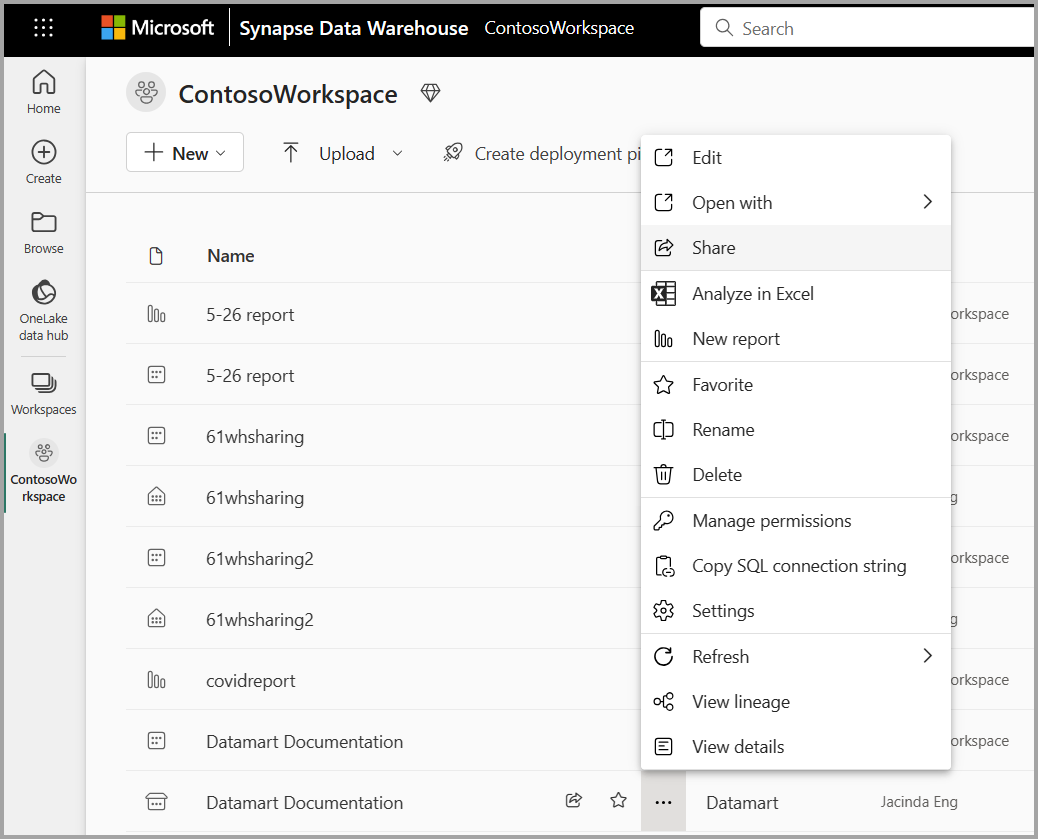 Microsoft
Synapse Data Warehouse
ContosoWorkspace
Search
Home
Create
Browse
OneLake
data hub
Workspaces
ContosoWo
rkspace
ContosoWorkspace
New
Upload
Create deployment pi
Name
5-26 report
orkspace
5-26 report
orkspace
61whsharing
orkspace
61whsharing
g
61whsharing2
orkspace
61whsharing2
g
covidreport
orkspace
Datamart Documentation
orkspace
Datamart Documentation
Datamart
Jacinda Eng
Edit
Open with
Share
Analyze in Excel
New report
Favorite
Rename
Delete
Manage permissions
Copy SQL connection string
Settings
Refresh
View lineage
View details